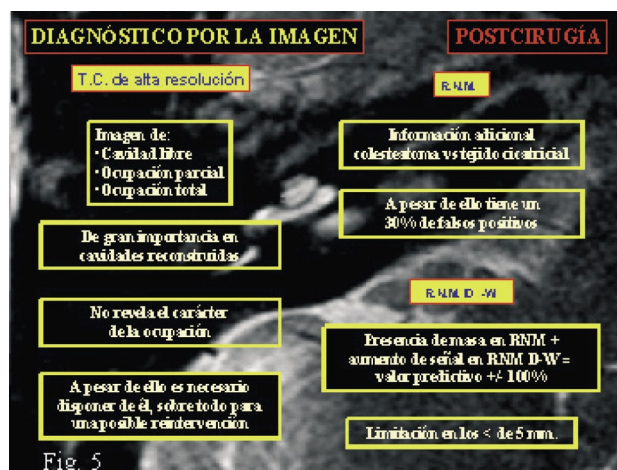 DIAGNÓSTICO POR LA IMAGEN
POSTCIRUGÍA
T.C. de alta resolución
Imagen de:
• Cavidad libre
• Ocupación parcial
• Ocupación total
De gran importancia en
cavidades reconstruidas
No revela el carácter
de la ocupación
A pesar de ello es necesario
disponer de él, sobre todo para
una posible reintervención
R.N.M.
Información adicional
colesteatoma vs tejido cicatricial
A pesar de ello tiene un
30% de falsos positivos
R.N.M. D -W
Presencia de masa en RNM +
aumento de señal en RNM D-W=
valor predictivo +/- 100%
Limitación en los < de 5 mm.
Fig. 5